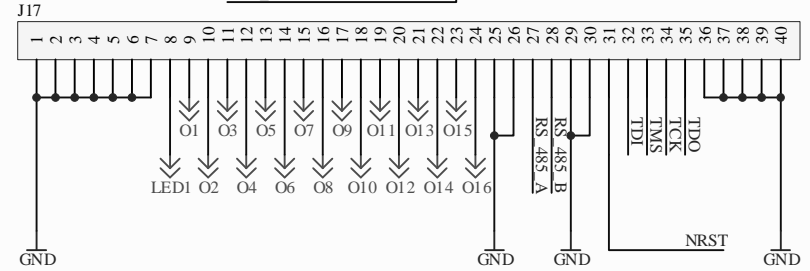 J17
1 2 3 4 5 6 7 8 9 10 11 12 13 14 15 16 17 18 19 20 21 22 23 24 25 26 27 28 29 30 31 32 33 34 35 36 37 38 39 40
O1 O3 O5 O7 O9 O11 O13 O15
LED1 O2 O4 O6 O8 O10 O12 O14 O16
RS_485_A
RS_485_B
TDI
TMS
TCK
TDO
NRST
GND GND GND GND